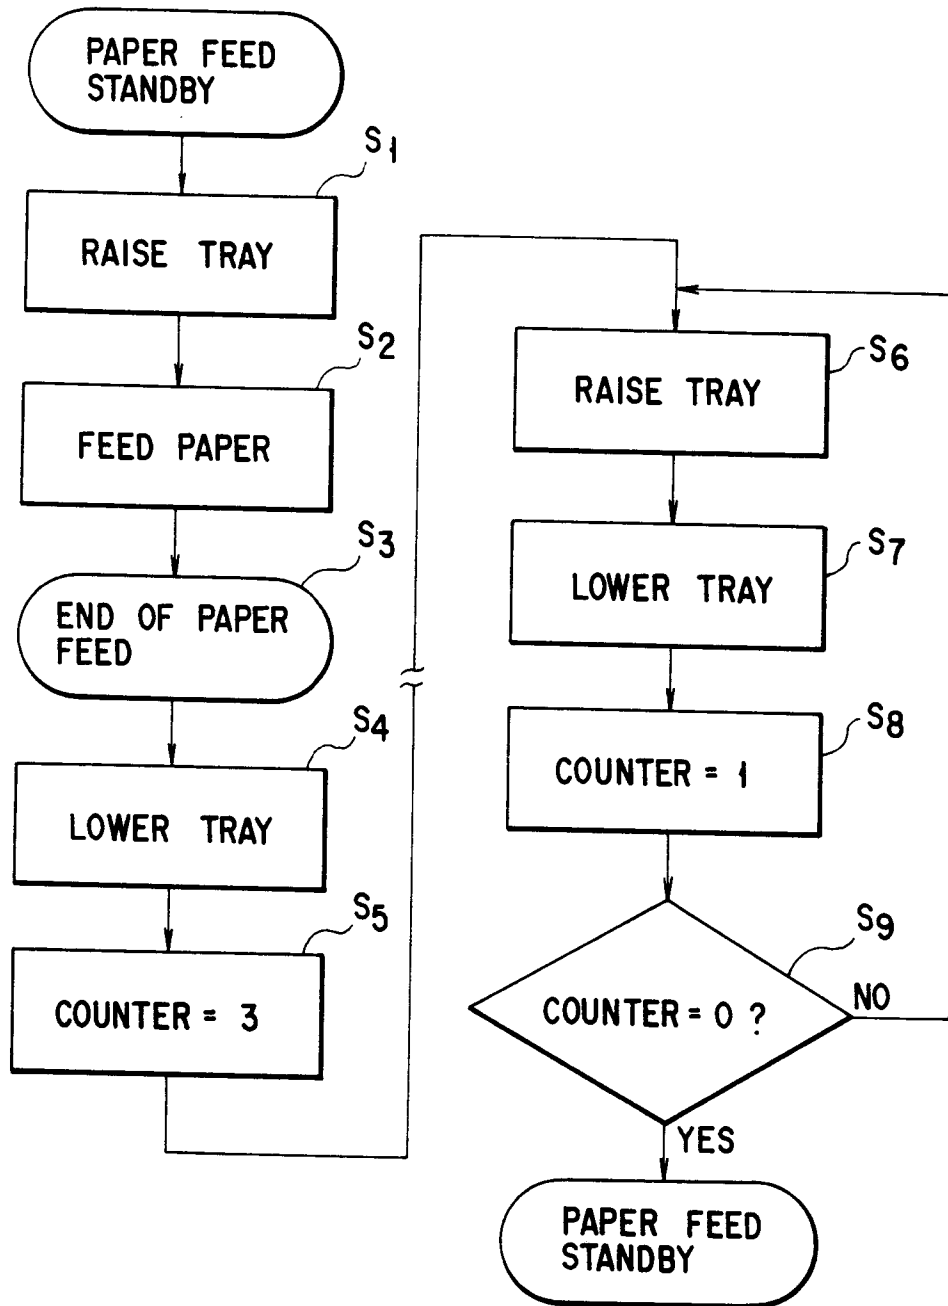 PAPER FEED
STANDBY
S1
RAISE TRAY
S2
FEED PAPER
S3
END OF PAPER
FEED
S4
LOWER TRAY
S5
COUNTER = 3
S6
RAISE TRAY
S7
LOWER TRAY
S8
COUNTER = 1
S9
COUNTER = 0 ?
NO
YES
PAPER FEED
STANDBY